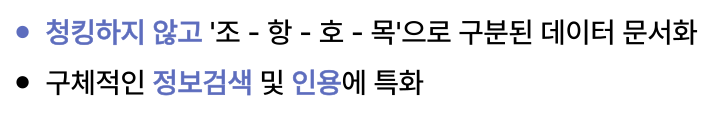 • 청킹하지 않고 '조 - 항 - 호 - 목'으로 구분된 데이터 문서화
• 구체적인 정보검색 및 인용에 특화